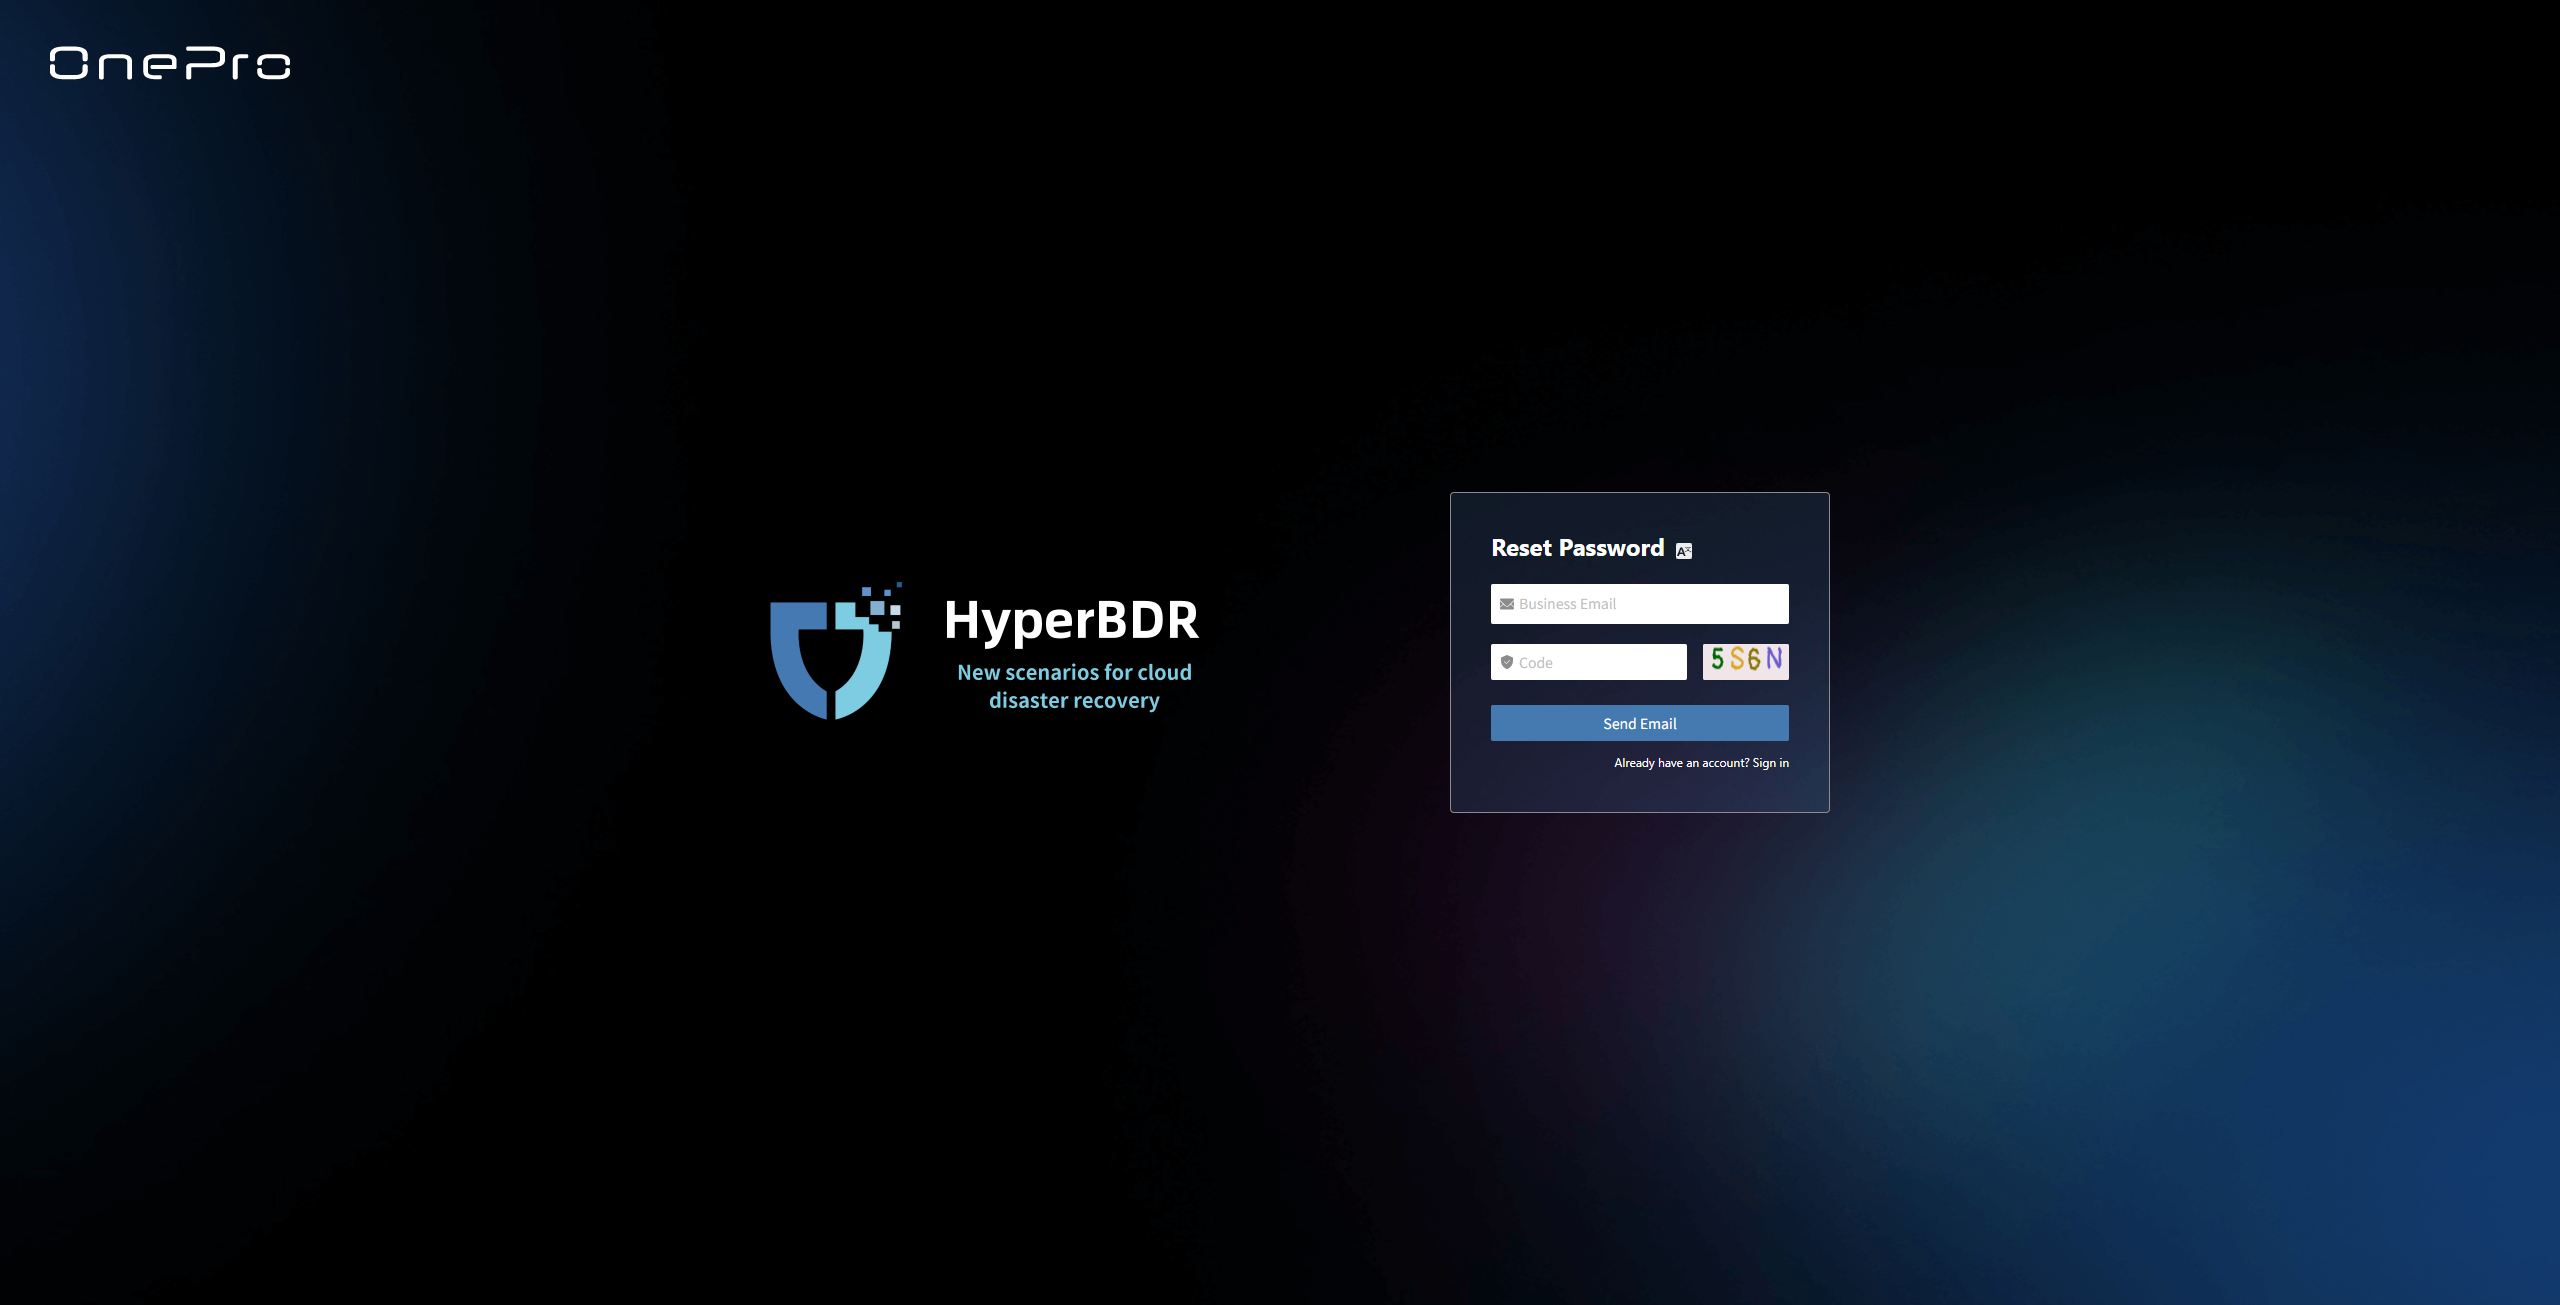 OnePro
HyperBDR
New scenarios for cloud
disaster recovery
Reset Password
Business Email
Code
5S6N
Send Email
Already have an account? Sign in